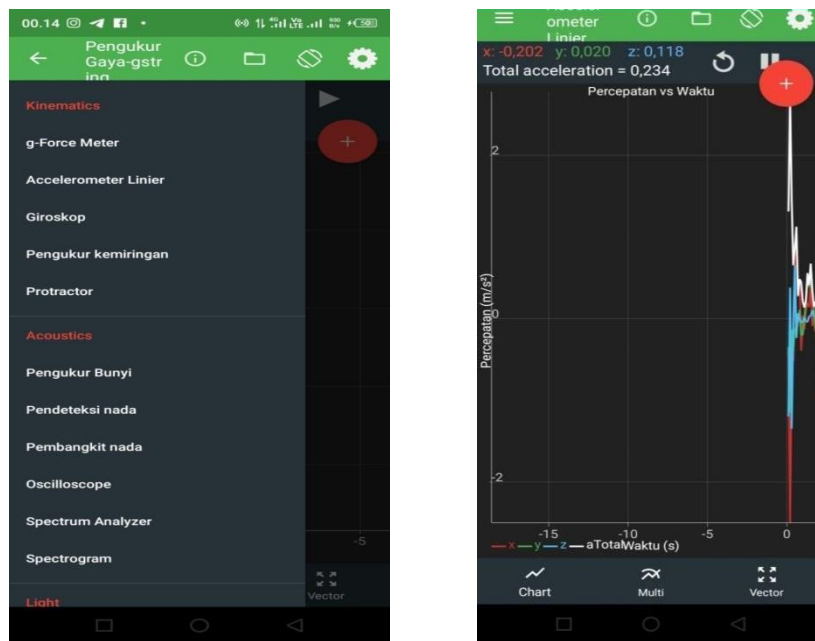 00.14
Pengukur
Gaya-gstr
ing
Kinematics
g-Force Meter
Accelerometer Linier
Giroskop
Pengukur kemiringan
Protractor
Acoustics
Pengukur Bunyi
Pendeteksi nada
Pembangkit nada
Oscilloscope
Spectrum Analyzer
Spectrogram
Light
-5
Vector
ometer
Linier
x: -0,202 y: 0,020 z: 0,118
Total acceleration = 0,234
Percepatan vs Waktu
2
Percepatan (m/s²)
0
-2
-15 -10 -5 0
x y z aTotal Waktu (s)
Chart Multi Vector